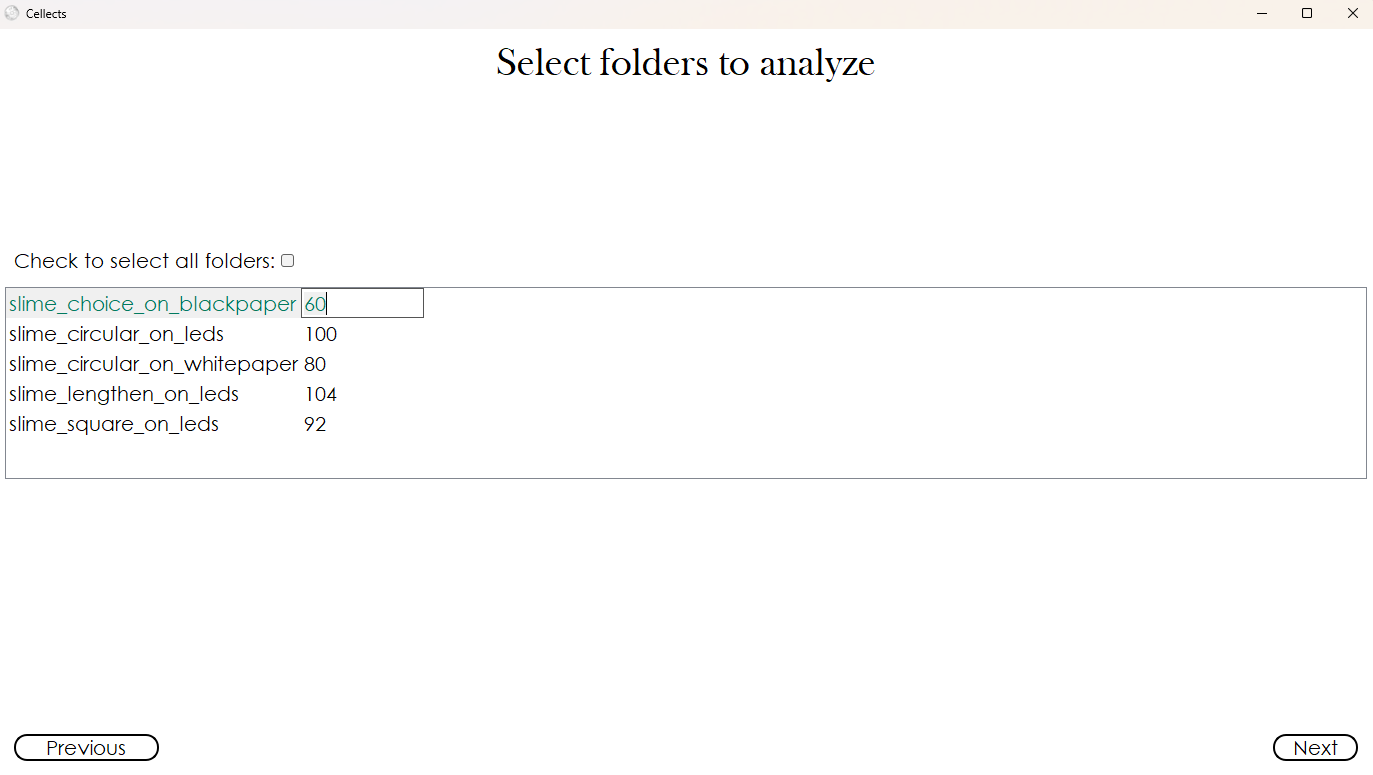 Cellects
Select folders to analyze
Check to select all folders:
slime_choice_on_blackpaper 60
slime_circular_on_leds 100
slime_circular_on_whitepaper 80
slime_lengthen_on_leds 104
slime_square_on_leds 92
Previous Next